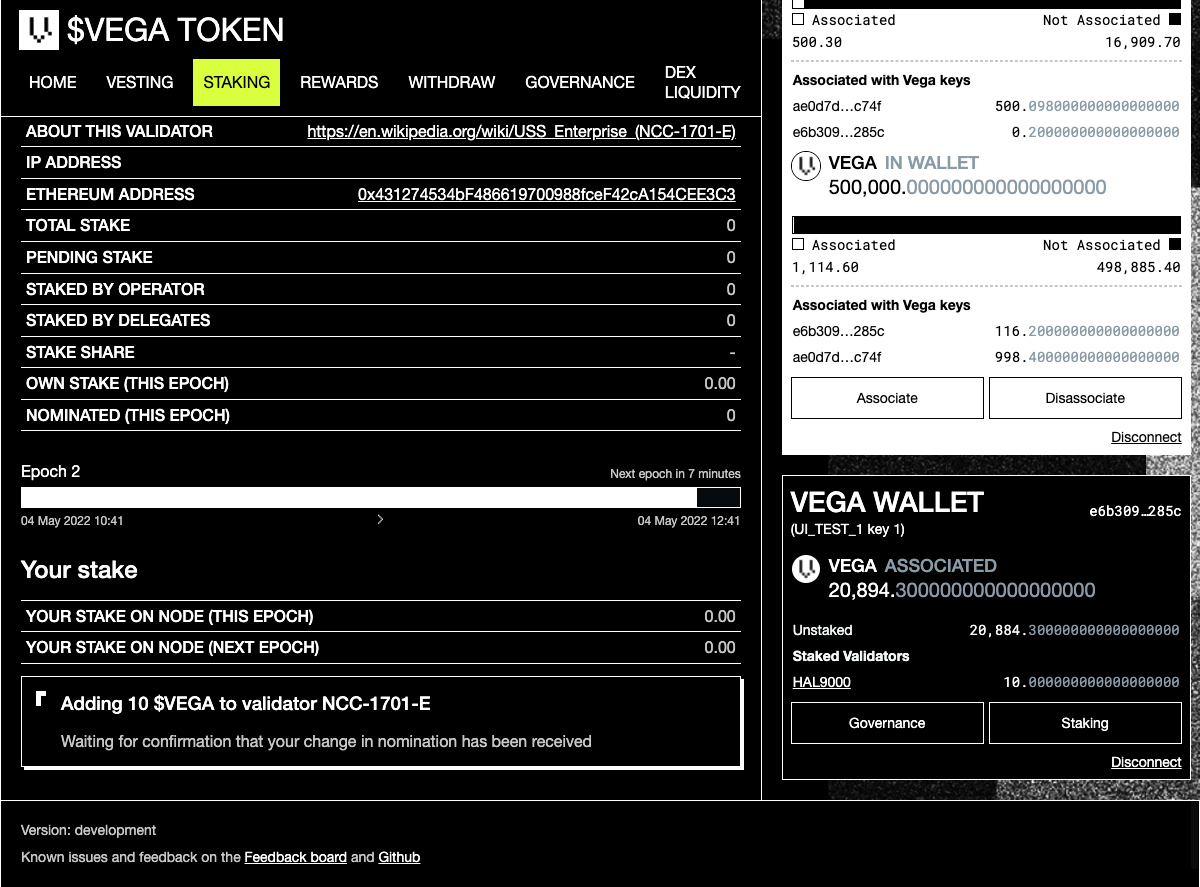 $VEGA TOKEN
HOME VESTING STAKING REWARDS WITHDRAW GOVERNANCE DEX LIQUIDITY
ABOUT THIS VALIDATOR https://en.wikipedia.org/wiki/USS_Enterprise_(NCC-1701-E)
IP ADDRESS
ETHEREUM ADDRESS 0x431274534bF486619700988fceF42cA154CEE3C3
TOTAL STAKE 0
PENDING STAKE 0
STAKED BY OPERATOR 0
STAKED BY DELEGATES 0
STAKE SHARE -
OWN STAKE (THIS EPOCH) 0.00
NOMINATED (THIS EPOCH) 0
Epoch 2 Next epoch in 7 minutes
04 May 2022 10:41 04 May 2022 12:41
Your stake
YOUR STAKE ON NODE (THIS EPOCH) 0.00
YOUR STAKE ON NODE (NEXT EPOCH) 0.00
Adding 10 $VEGA to validator NCC-1701-E
Waiting for confirmation that your change in nomination has been received
Associated Not Associated
500.30 16,909.70
Associated with Vega keys
ae0d7d…c74f 500.098000000000000000
e6b309…285c 0.200000000000000000
VEGA IN WALLET
500,000.000000000000000000
Associated Not Associated
1,114.60 498,885.40
Associated with Vega keys
e6b309…285c 116.200000000000000000
ae0d7d…c74f 998.400000000000000000
Associate Disassociate
Disconnect
VEGA WALLET e6b309…285c
(UI_TEST_1 key 1)
VEGA ASSOCIATED
20,894.300000000000000000
Unstaked 20,884.300000000000000000
Staked Validators
HAL9000 10.000000000000000000
Governance Staking
Disconnect
Version: development
Known issues and feedback on the Feedback board and Github